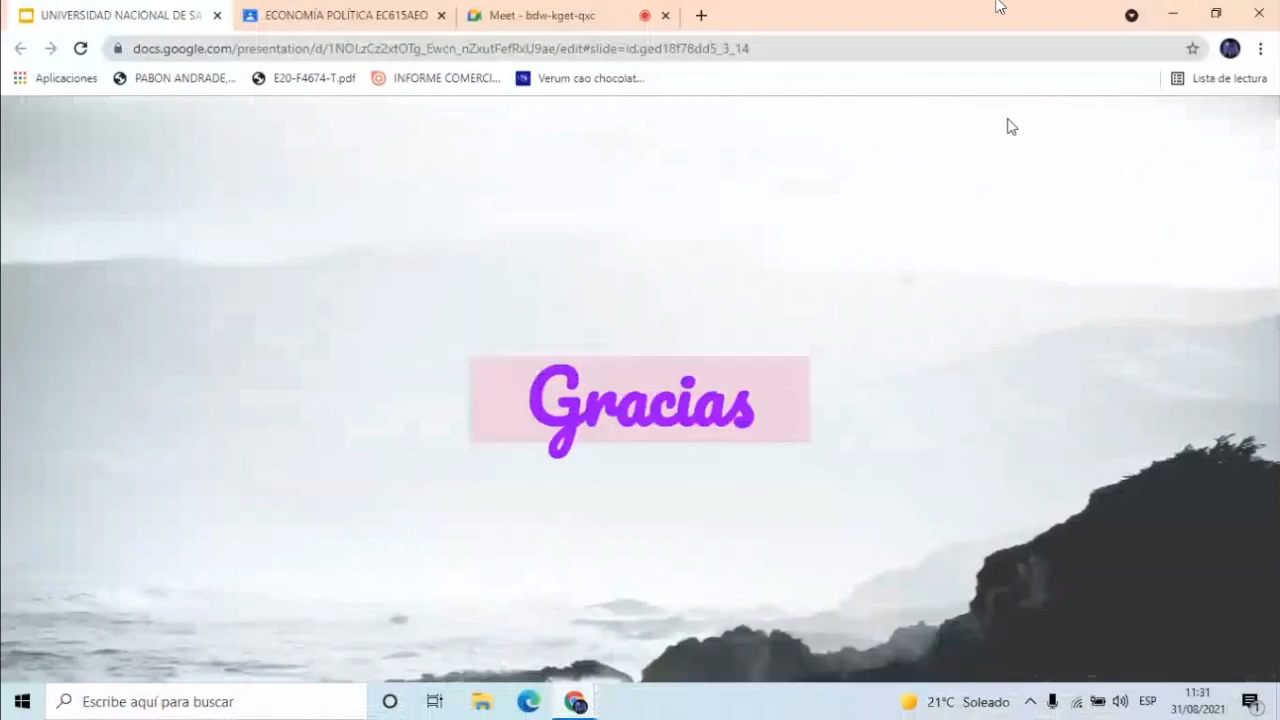 UNIVERSIDAD NACIONAL DE SA
ECONOMÍA POLÍTICA EC615AEO
Meet - bdw-kget-qxc
docs.google.com/presentation/d/1NOLzCz2xtOTg_Ewcn_nZxutFefRxU9ae/edit#slide=id.ged18f78dd5_3_14
Aplicaciones
PABON ANDRADE,...
E20-F4674-T.pdf
INFORME COMERCI...
Verum cao chocolat...
Lista de lectura
Gracias
Escribe aquí para buscar
21°C Soleado
ESP
11:31
31/08/2021